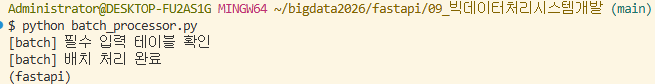 Administrator@DESKTOP-FU2AS1G MINGW64 ~/bigdata2026/fastapi/09_빅데이터처리시스템개발 (main)
$ python batch_processor.py
[batch] 필수 입력 테이블 확인
[batch] 배치 처리 완료
(fastapi)